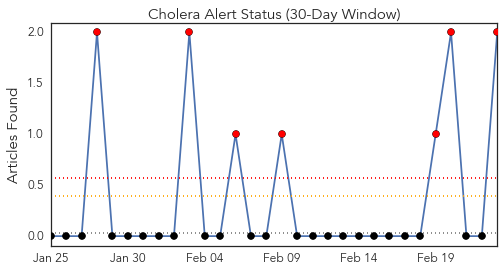 Cholera Alert Status (30-Day Window)
Articles Found
2.0
1.5
1.0
0.5
0.0
Jan 25 Jan 30 Feb 04 Feb 09 Feb 14 Feb 19